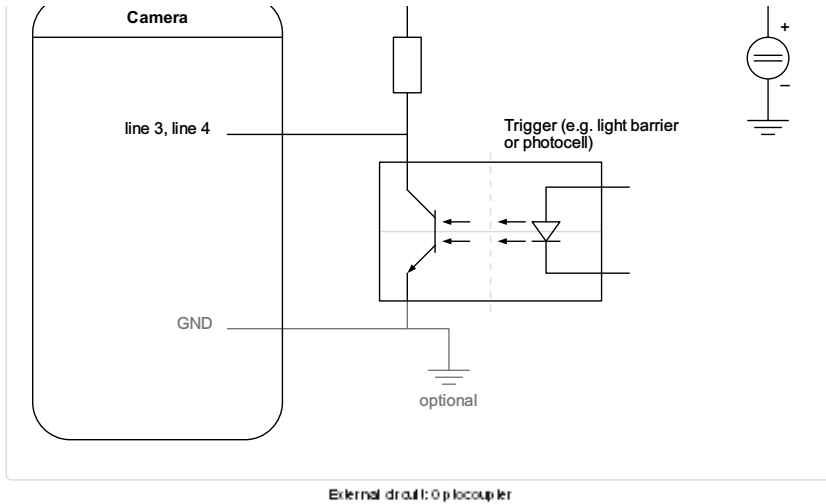 Camera
+
−
line 3, line 4
Trigger (e.g. light barrier
or photocell)
GND
optional
External circuit: Optocoupler